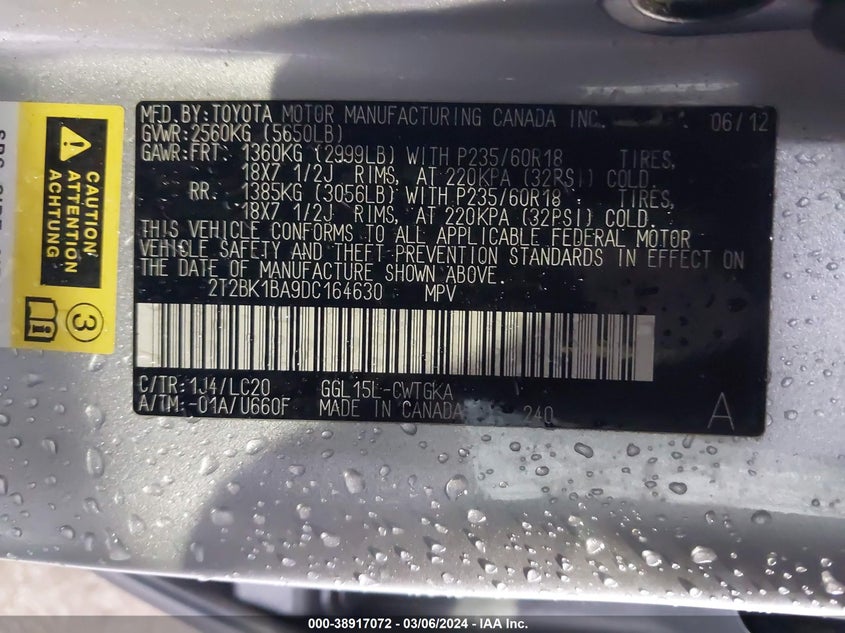 MFD.BY:TOYOTA MOTOR MANUFACTURING CANADA INC. 06/12
GVWR:2560KG (5650LB)
GAWR:FRT. 1360KG (2999LB) WITH P235/60R18 TIRES,
18X7 1/2J RIMS, AT 220KPA (32PSI) COLD.
RR. 1385KG (3056LB) WITH P235/60R18 TIRES,
18X7 1/2J RIMS, AT 220KPA (32PSI) COLD.
THIS VEHICLE CONFORMS TO ALL APPLICABLE FEDERAL MOTOR
VEHICLE SAFETY AND THEFT PREVENTION STANDARDS IN EFFECT ON
THE DATE OF MANUFACTURE SHOWN ABOVE.
2T2BK1BA9DC164630 MPV
C/TR:1J4/LC20 GGL15L-CWTGKA
A/TM:-01A/U660F MADE IN CANADA 240 A
CAUTION
ATTENTION
ACHTUNG
3
i
000-38917072 - 03/06/2024 - IAA Inc.